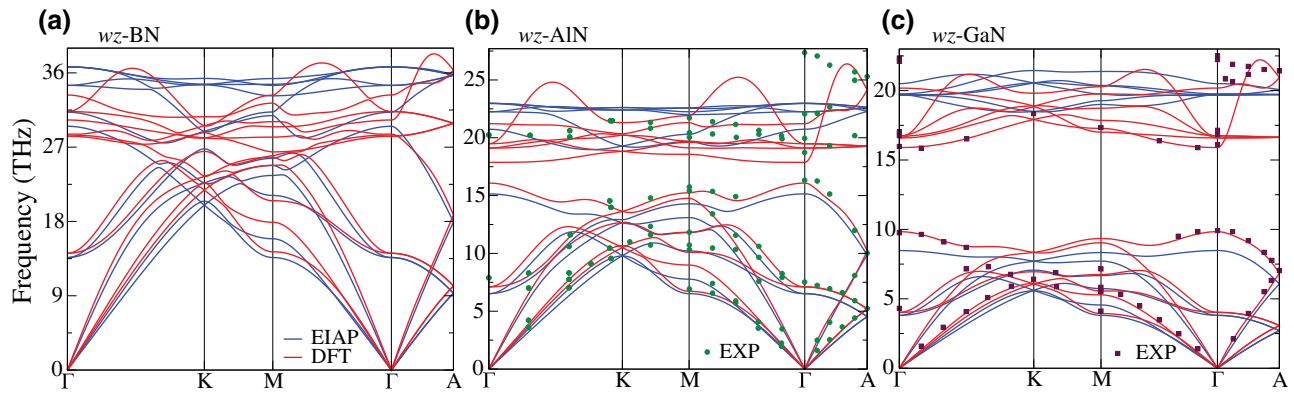 (a)
wz-BN
(b)
wz-AlN
(c)
wz-GaN
Frequency (THz)
36
27
18
9
0
EIAP
DFT
Γ
K
M
Γ
A
25
20
15
10
5
0
EXP
Γ
K
M
Γ
A
20
15
10
5
0
EXP
Γ
K
M
Γ
A